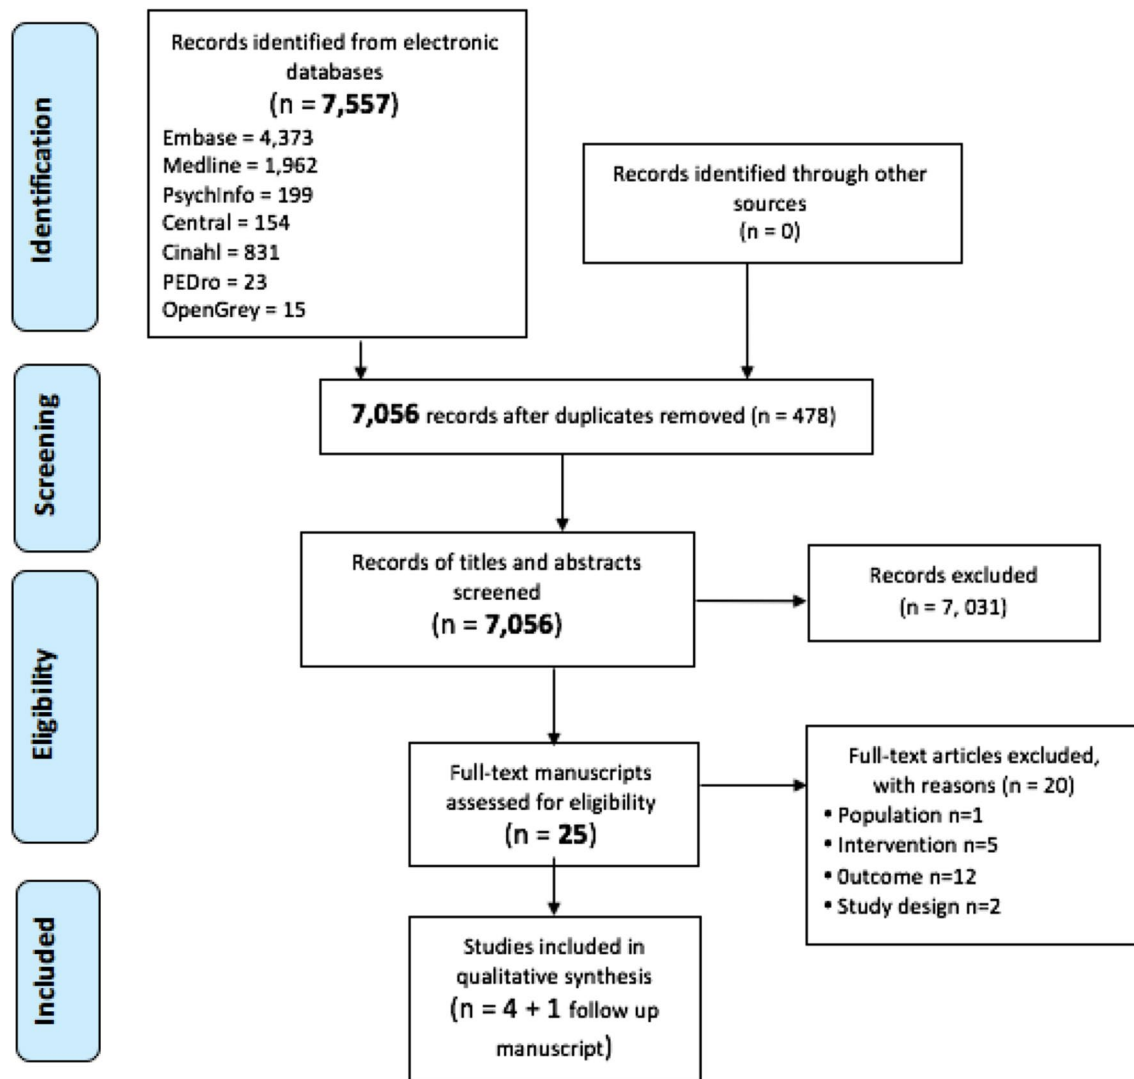 Identification
Records identified from electronic
databases
(n = 7,557)
Embase = 4,373
Medline = 1,962
PsychInfo = 199
Central = 154
Cinahl = 831
PEDro = 23
OpenGrey = 15
Records identified through other
sources
(n = 0)
Screening
7,056 records after duplicates removed (n = 478)
Records of titles and abstracts
screened
(n = 7,056)
Records excluded
(n = 7, 031)
Eligibility
Full-text manuscripts
assessed for eligibility
(n = 25)
Full-text articles excluded,
with reasons (n = 20)
• Population n=1
• Intervention n=5
• Outcome n=12
• Study design n=2
Included
Studies included in
qualitative synthesis
(n = 4 + 1 follow up
manuscript)